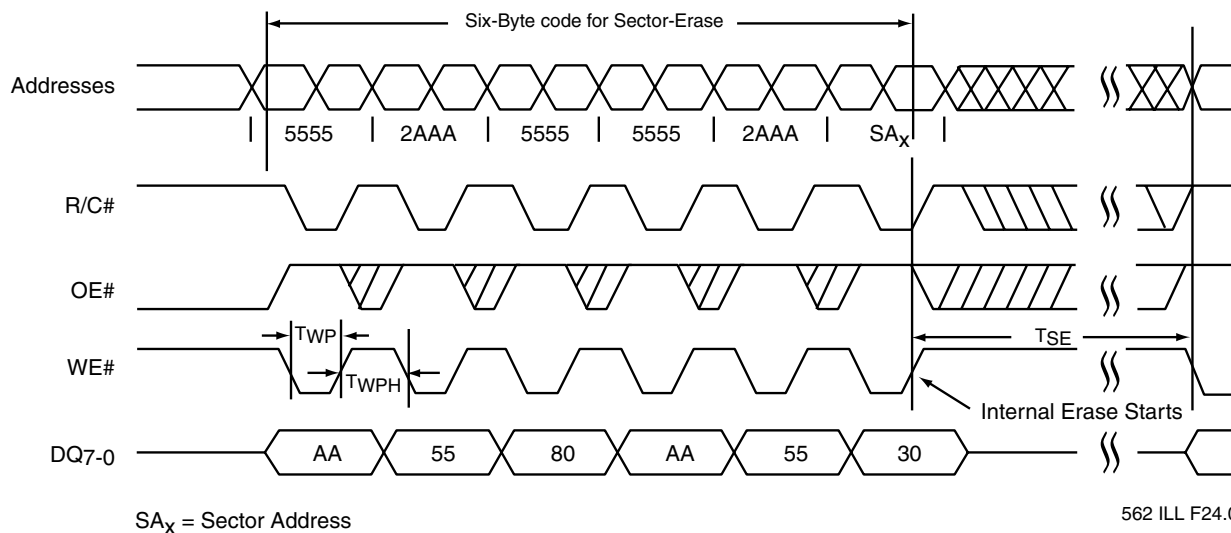 Six-Byte code for Sector-Erase
Addresses
5555 2AAA 5555 5555 2AAA SAX
R/C#
OE#
TWP
TSE
WE#
TWPH
Internal Erase Starts
DQ7-0
AA 55 80 AA 55 30
SAX = Sector Address
562 ILL F24.0